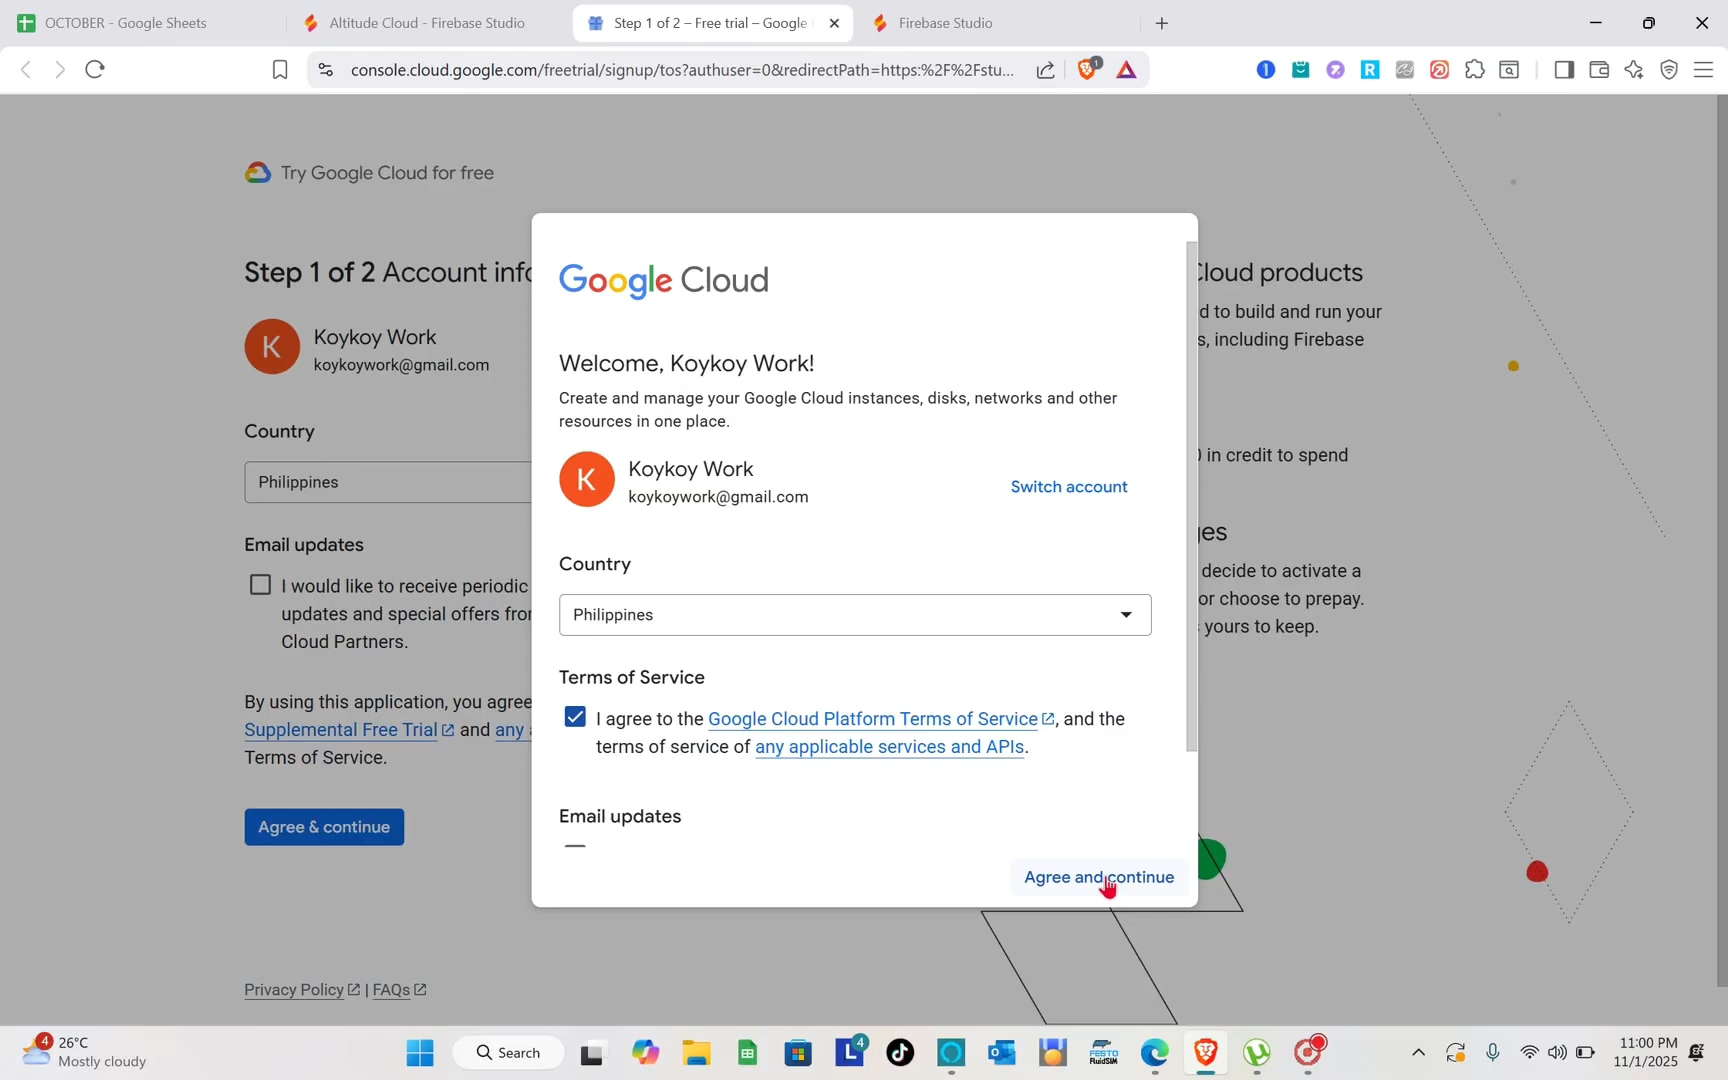 OCTOBER - Google Sheets
Altitude Cloud - Firebase Studio
Step 1 of 2 – Free trial – Google
Firebase Studio
console.cloud.google.com/freetrial/signup/tos?authuser=0&redirectPath=https:%2F%2Fstu...
1
Try Google Cloud for free
Step 1 of 2 Account info
K
Koykoy Work
koykoywork@gmail.com
Country
Philippines
Email updates
I would like to receive periodic
updates and special offers from
Cloud Partners.
By using this application, you agree
Supplemental Free Trial and any
Terms of Service.
Agree & continue
Privacy Policy | FAQs
Google Cloud
Welcome, Koykoy Work!
Create and manage your Google Cloud instances, disks, networks and other
resources in one place.
K
Koykoy Work
koykoywork@gmail.com
Switch account
Country
Philippines
Terms of Service
I agree to the Google Cloud Platform Terms of Service, and the
terms of service of any applicable services and APIs.
Email updates
Agree and continue
Cloud products
d to build and run your
s, including Firebase
in credit to spend
decide to activate a
or choose to prepay.
yours to keep.
4
26°C
Mostly cloudy
Search
L
4
FESTO
FluidSIM
11:00 PM
11/1/2025